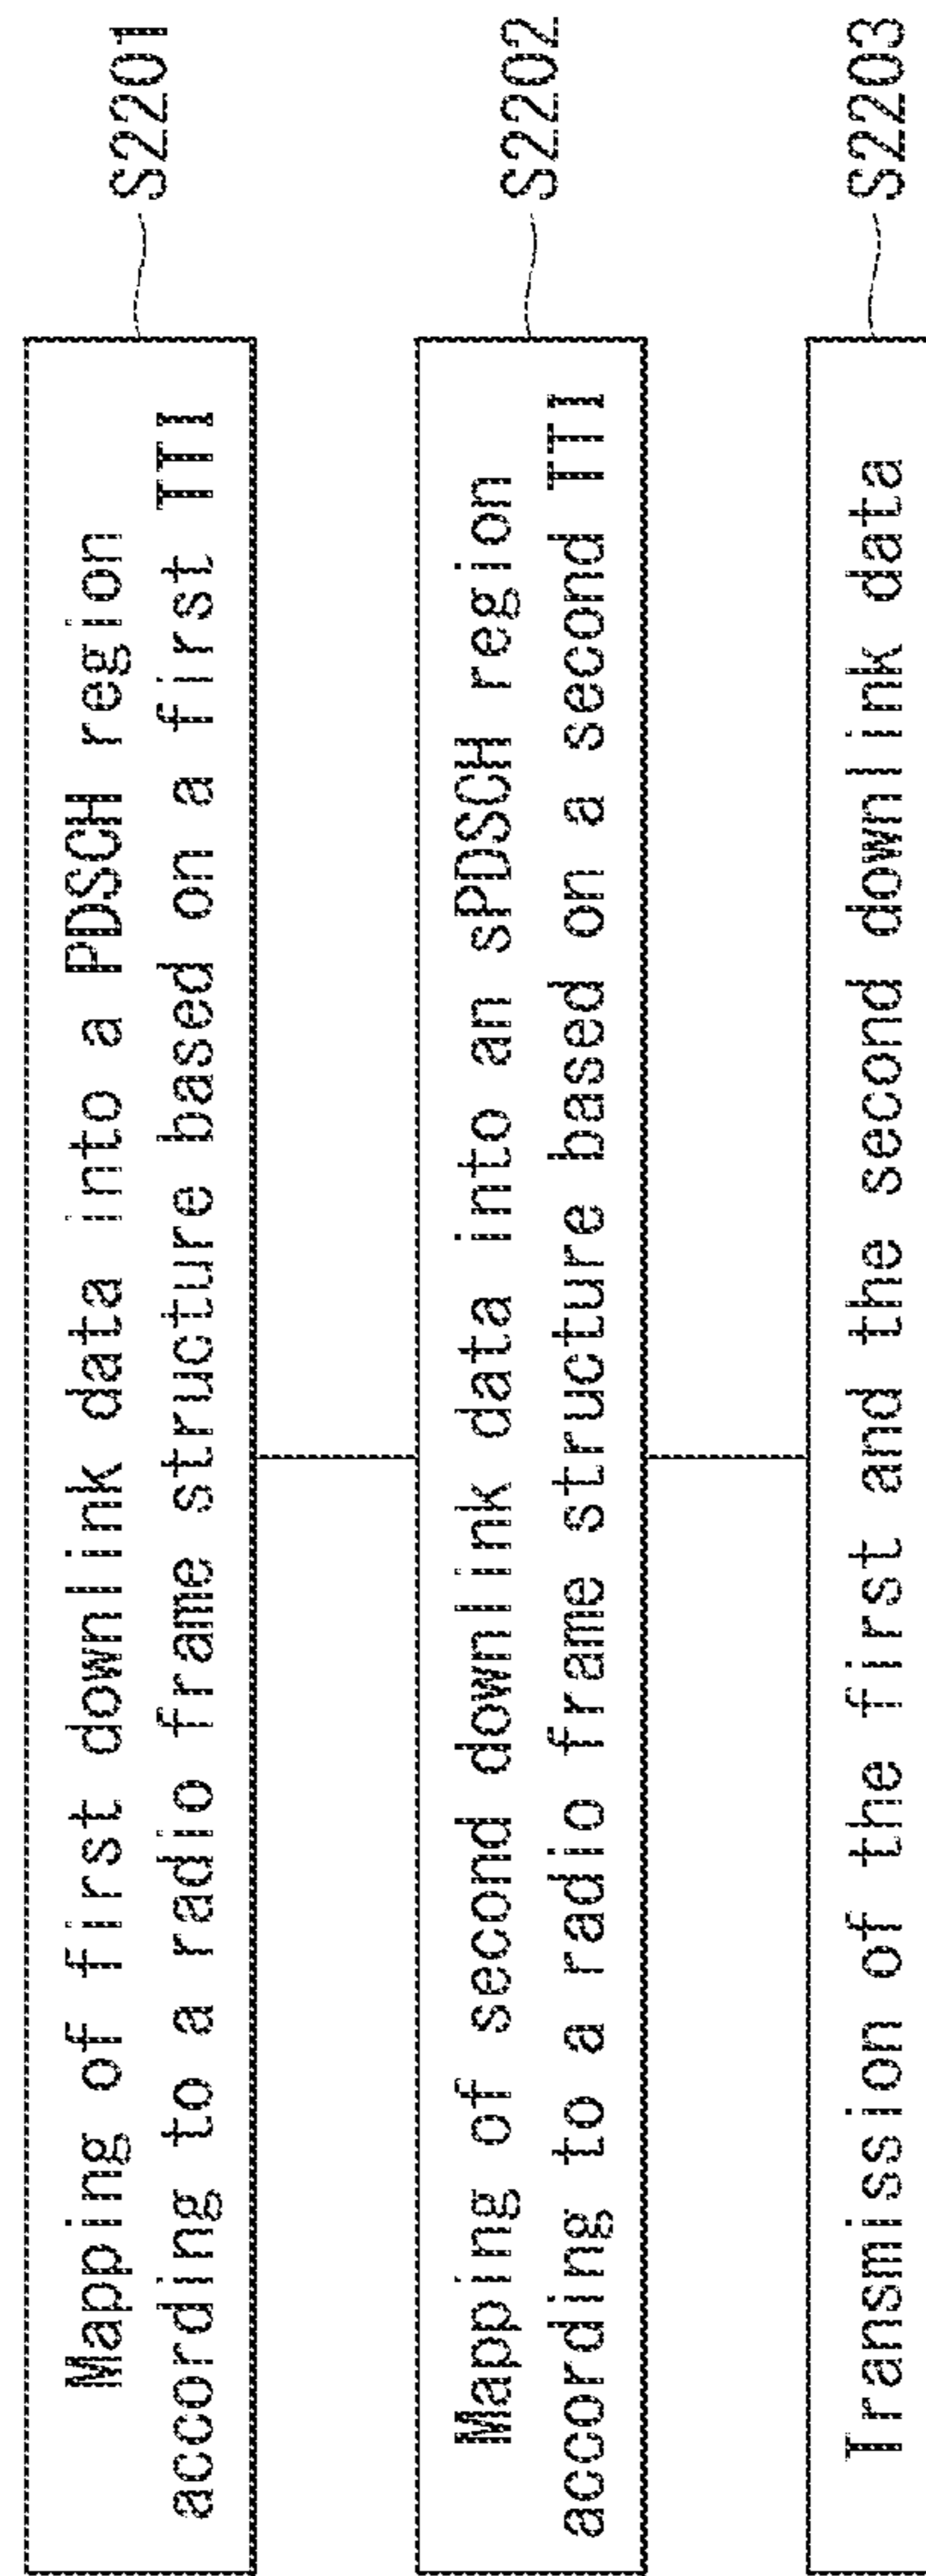 Mapping of first downlink data into a PDSCH region
according to a radio frame structure based on a first TTI
S2201
Mapping of second downlink data into an sPDSCH region
according to a radio frame structure based on a second TTI
S2202
Transmission of the first and the second downlink data
S2203